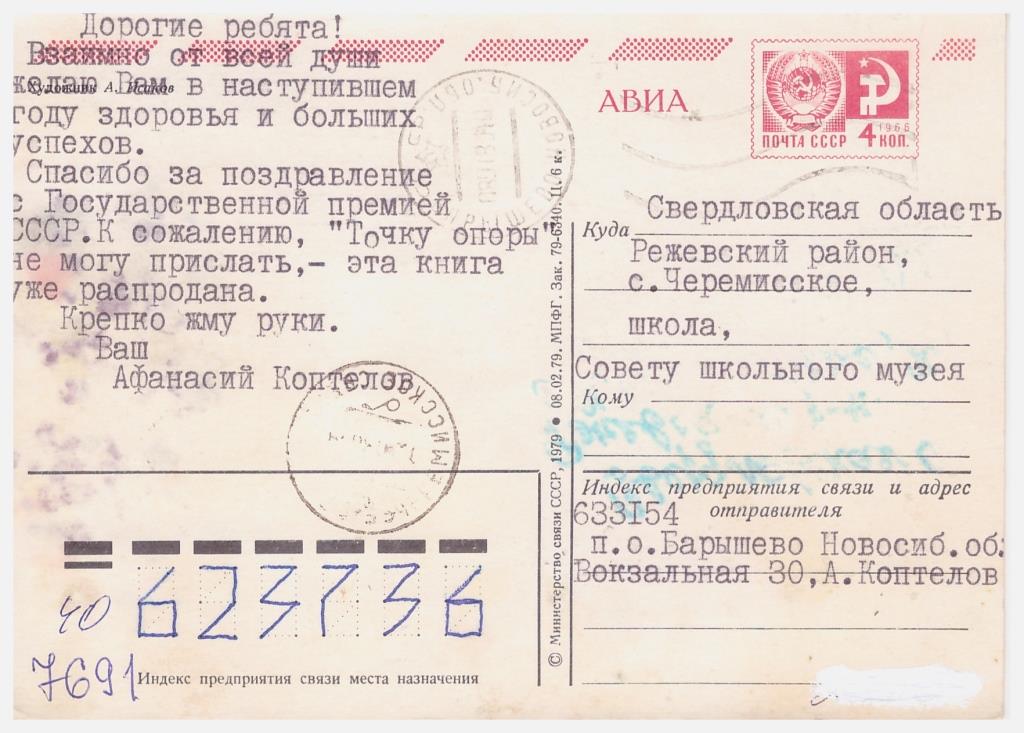 Дорогие ребята!
Взаимно от всей души
желаю Вам в наступившем
году здоровья и больших
успехов.
Спасибо за поздравление
с Государственной премией
СССР. К сожалению, "Точку опоры"
не могу прислать,- эта книга
уже распродана.
Крепко жму руки.
Ваш
Афанасий Коптелов
Художник А. Исаков
АВИА
1966
4 КОП.
ПОЧТА СССР
Куда
Свердловская область
Режевский район,
с.Черемисское,
школа,
Совету школьного музея
Кому
Индекс предприятия связи и адрес
отправителя
633154
п.о.Барышево Новосиб.об
Вокзальная 30,А.Коптелов
© Министерство связи СССР, 1979 ● 08.02.79. МПФГ. Зак. 79-6340. Ц. 6 к.
623736
40
7691
Индекс предприятия связи места назначения